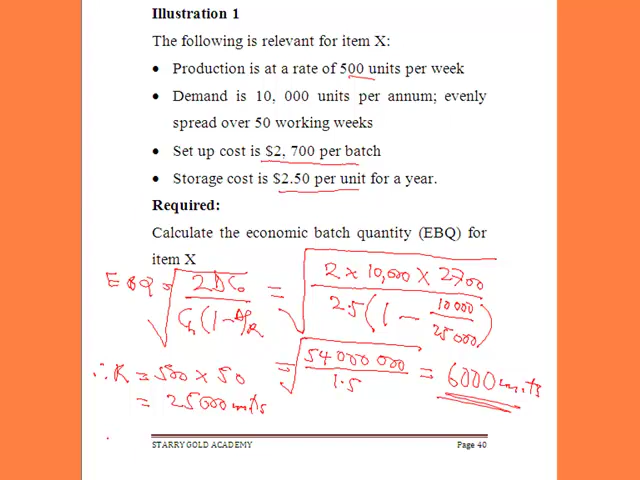 Illustration 1
The following is relevant for item X:
• Production is at a rate of 500 units per week
• Demand is 10, 000 units per annum; evenly
spread over 50 working weeks
• Set up cost is $2, 700 per batch
• Storage cost is $2.50 per unit for a year.
Required:
Calculate the economic batch quantity (EBQ) for
item X
EBQ = √(2DCo / Ch(1 - D/R)) = √(2 x 10,000 x 2700 / 2.5(1 - 10000/25000))
∴ R = 500 x 50 = √(54000000 / 1.5) = 6000 units
= 25000 units
STARRY GOLD ACADEMY Page 40